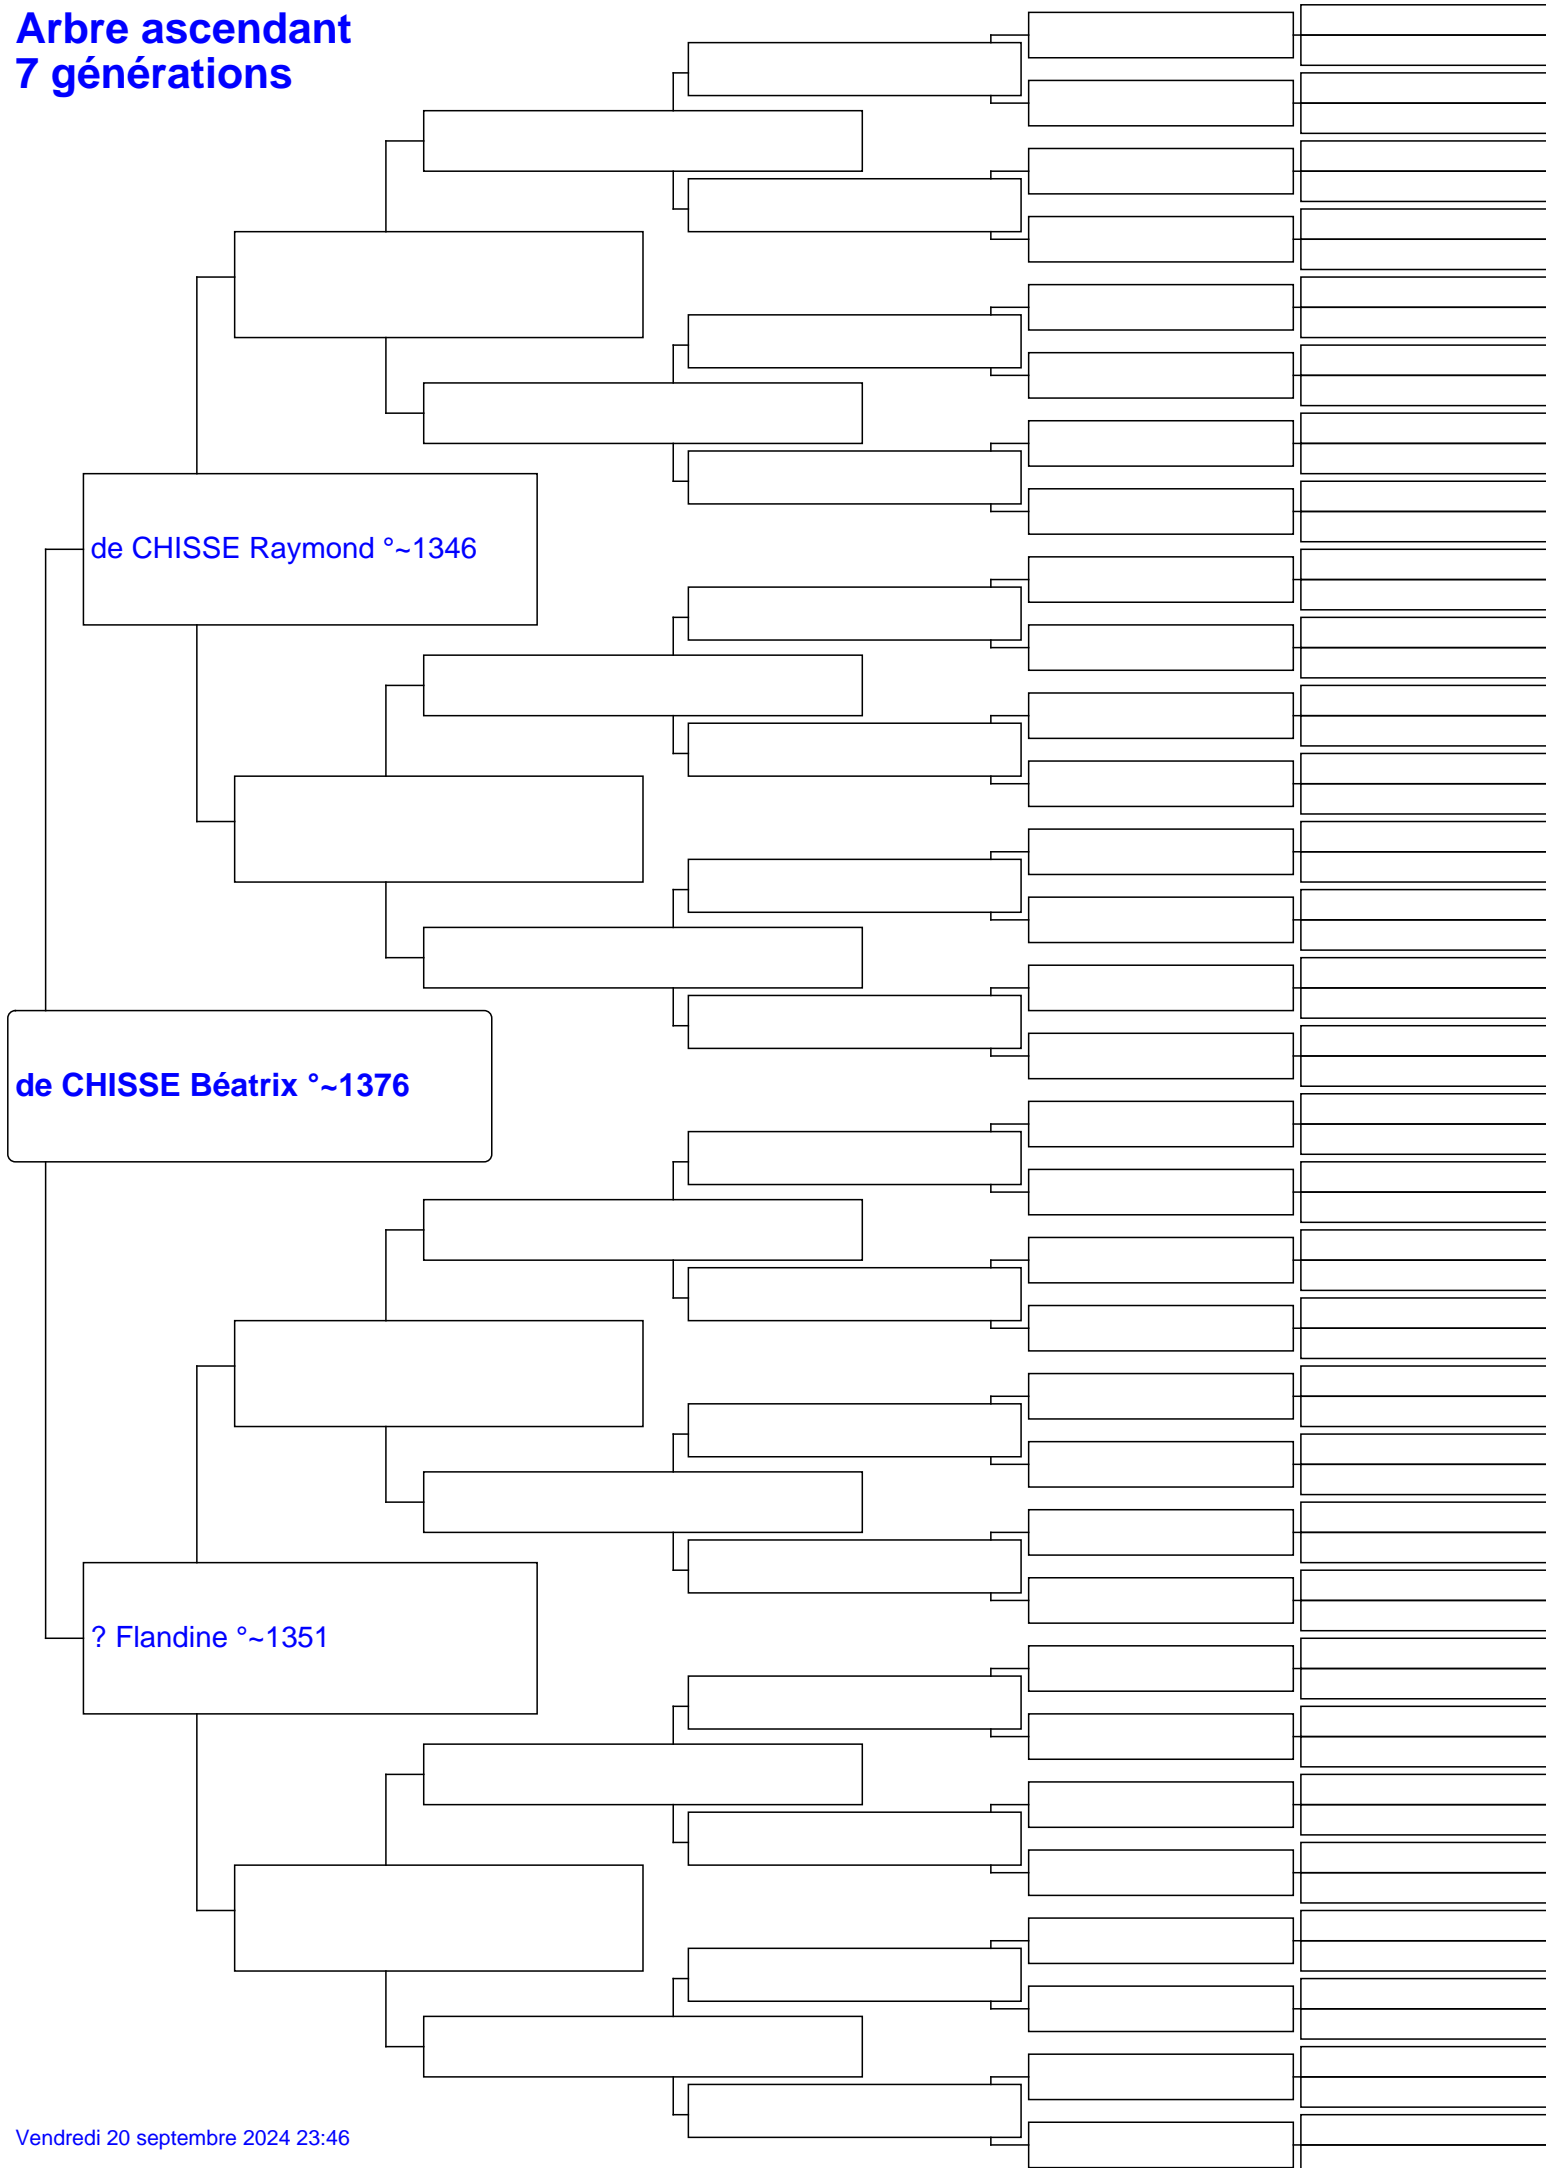 Arbre ascendant
7 générations
de CHISSE Raymond °~1346
de CHISSE Béatrix °~1376
? Flandine °~1351
Vendredi 20 septembre 2024 23:46